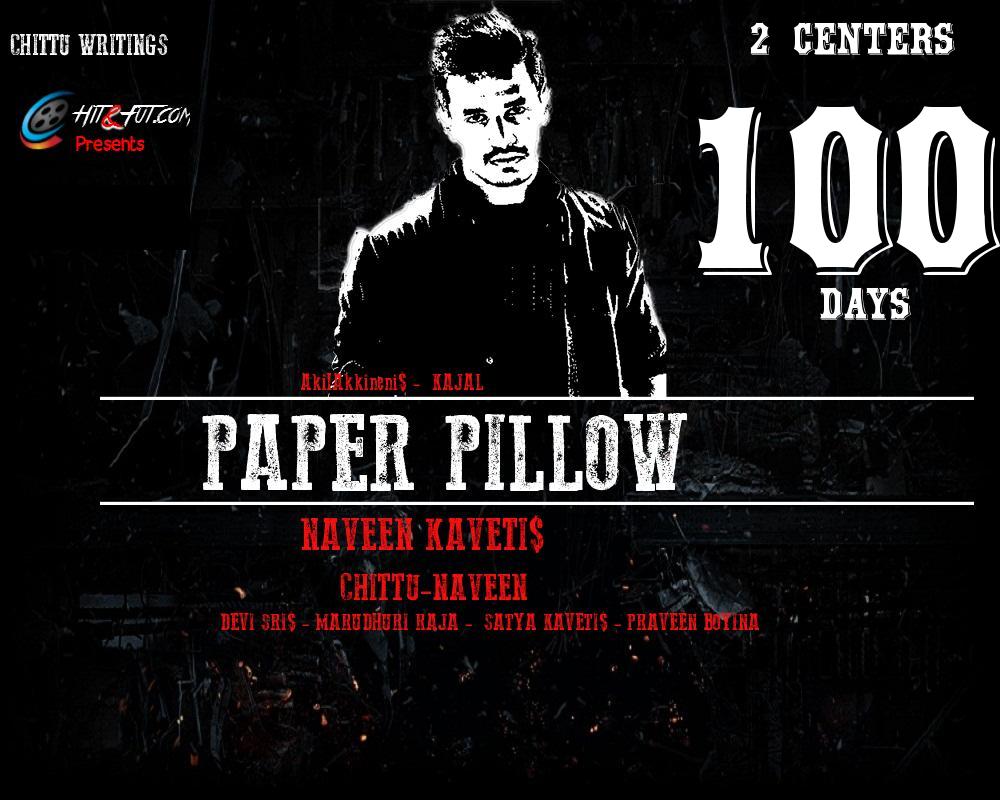 CHITTU WRITINGS
HIT&FUT.COM
Presents
2 CENTERS
100
DAYS
AkilAkkineni$ - KAJAL
PAPER PILLOW
NAVEEN KAVETI$
CHITTU-NAVEEN
DEVI SRI$ - MARUDHURI RAJA - SATYA KAVETI$ - PRAVEEN BOYINA